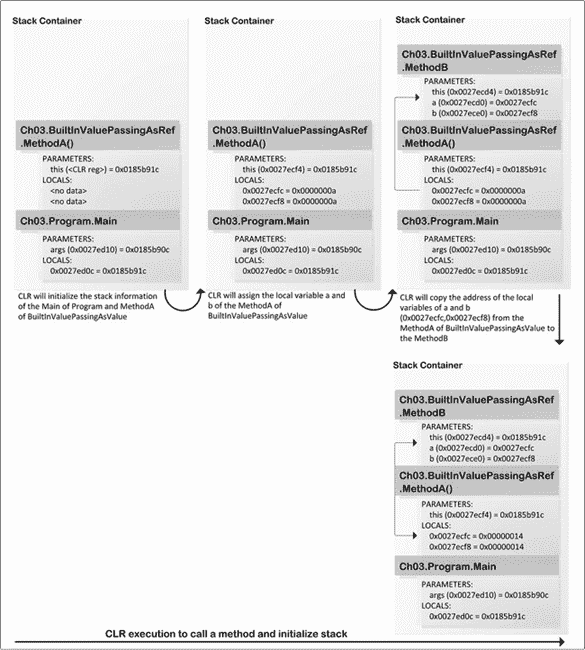 Stack Container
Ch03.BuiltInValuePassingAsRef
.MethodA()
PARAMETERS:
this (<CLR reg>) = 0x0185b91c
LOCALS:
<no data>
<no data>
Ch03.Program.Main
PARAMETERS:
args (0x0027ed10) = 0x0185b90c
LOCALS:
0x0027ed0c = 0x0185b91c
CLR will initialize the stack information
of the Main of Program and MethodA
of BuiltInValuePassingAsValue
Stack Container
Ch03.BuiltInValuePassingAsRef
.MethodA()
PARAMETERS:
this (0x0027ecf4) = 0x0185b91c
LOCALS:
0x0027ecfc = 0x0000000a
0x0027ecf8 = 0x0000000a
Ch03.Program.Main
PARAMETERS:
args (0x0027ed10) = 0x0185b90c
LOCALS:
0x0027ed0c = 0x0185b91c
CLR will assign the local variable a and
b of the MethodA of
BuiltInValuePassingAsValue
Stack Container
Ch03.BuiltInValuePassingAsRef
.MethodB
PARAMETERS:
this (0x0027ecd4) = 0x0185b91c
a (0x0027ecd0) = 0x0027ecfc
b (0x0027ece0) = 0x0027ecf8
Ch03.BuiltInValuePassingAsRef
.MethodA()
PARAMETERS:
this (0x0027ecf4) = 0x0185b91c
LOCALS:
0x0027ecfc = 0x0000000a
0x0027ecf8 = 0x0000000a
Ch03.Program.Main
PARAMETERS:
args (0x0027ed10) = 0x0185b90c
LOCALS:
0x0027ed0c = 0x0185b91c
CLR will copy the address of the local
variables of a and b
(0x0027ecfc,0x0027ecf8) from the
MethodA of BuiltInValuePassingAsValue to
the MethodB
Stack Container
Ch03.BuiltInValuePassingAsRef
.MethodB
PARAMETERS:
this (0x0027ecd4) = 0x0185b91c
a (0x0027ecd0) = 0x0027ecfc
b (0x0027ece0) = 0x0027ecf8
Ch03.BuiltInValuePassingAsRef
.MethodA()
PARAMETERS:
this (0x0027ecf4) = 0x0185b91c
LOCALS:
0x0027ecfc = 0x00000014
0x0027ecf8 = 0x00000014
Ch03.Program.Main
PARAMETERS:
args (0x0027ed10) = 0x0185b90c
LOCALS:
0x0027ed0c = 0x0185b91c
CLR execution to call a method and initialize stack